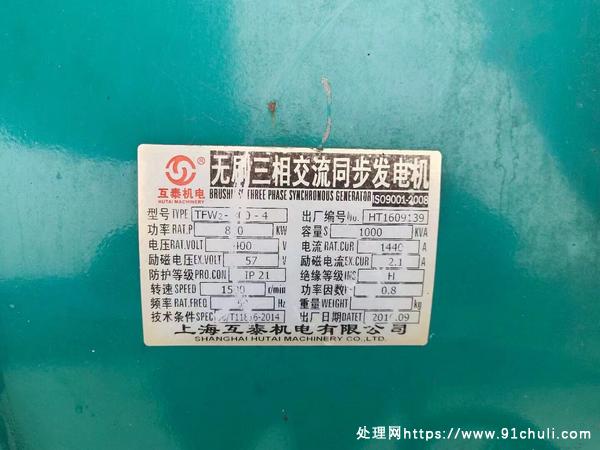 互泰机电
HUTAI MACHINERY
®
无刷三相交流同步发电机
THREE PHASE SYNCHRONOUS GENERATOR ISO9001-2008
型号TYPE 出厂编号No. HT1609139
功率RAT.P KW 容量S 1000 KVA
电压RAT.VOLT 400 V 电流RAT.CUR 1440 A
励磁电压EX.VOLT 57 V 励磁电流EX.CUR 2.1 A
防护等级PRO.CON IP 21 绝缘等级INS H
转速SPEED r/min 功率因数 0.8
频率RAT.FREQ Hz 重量WEIGHT kg
技术条件SPEC 出厂日期DATE
上海互泰机电有限公司
SHANGHAI HUTAI MACHINERY CO.,LTD.
处理网https://www.91chuli.com/